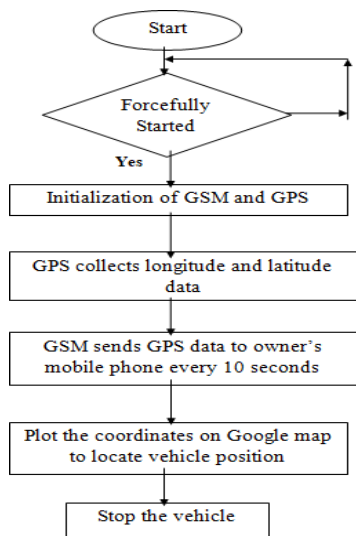 Start
Forcefully
Started
Yes
Initialization of GSM and GPS
GPS collects longitude and latitude
data
GSM sends GPS data to owner's
mobile phone every 10 seconds
Plot the coordinates on Google map
to locate vehicle position
Stop the vehicle